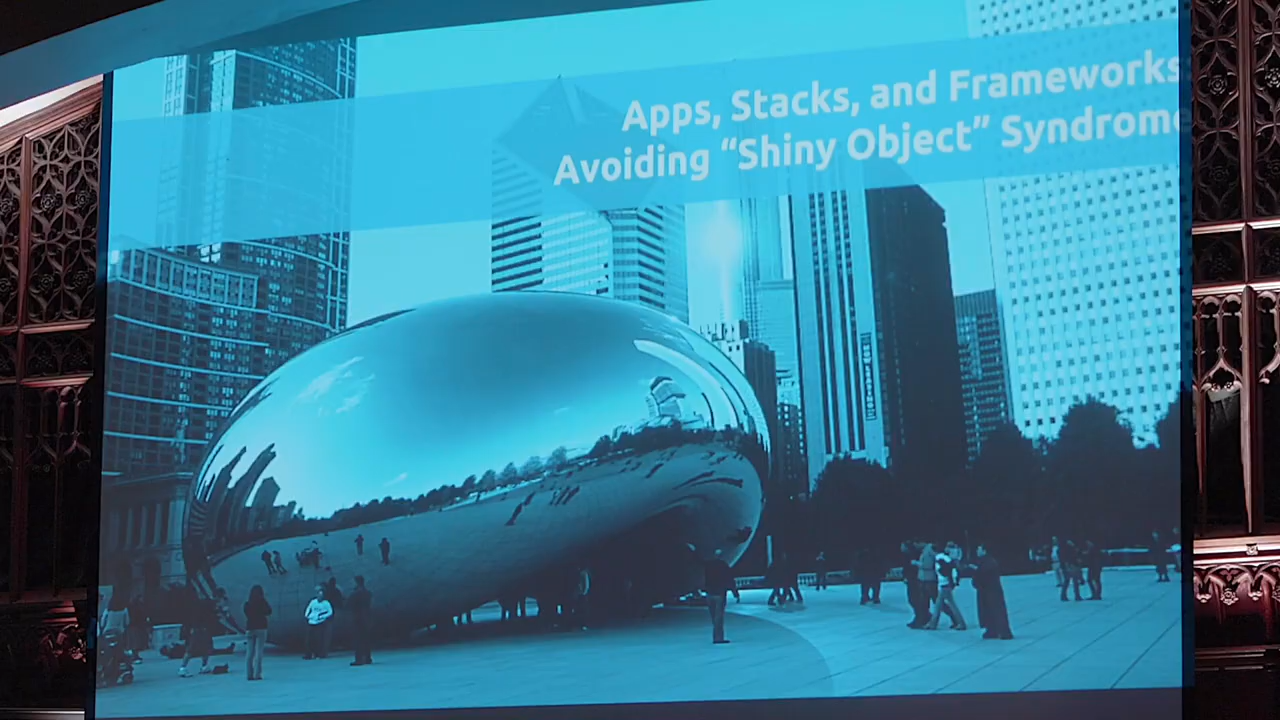 Apps, Stacks, and Frameworks
Avoiding “Shiny Object” Syndrome